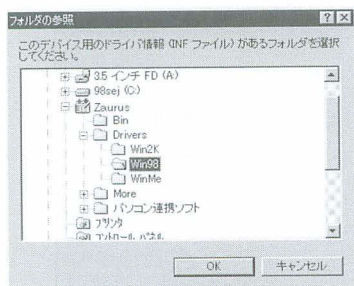 フォルダの参照
このデバイス用のドライバ情報 (INF ファイル) があるフォルダを選択
してください。
3.5 インチ FD (A:)
98sej (C:)
Zaurus
Bin
Drivers
Win2K
Win98
WinMe
More
パソコン連携ソフト
プリンタ
コントロール パネル
OK
キャンセル